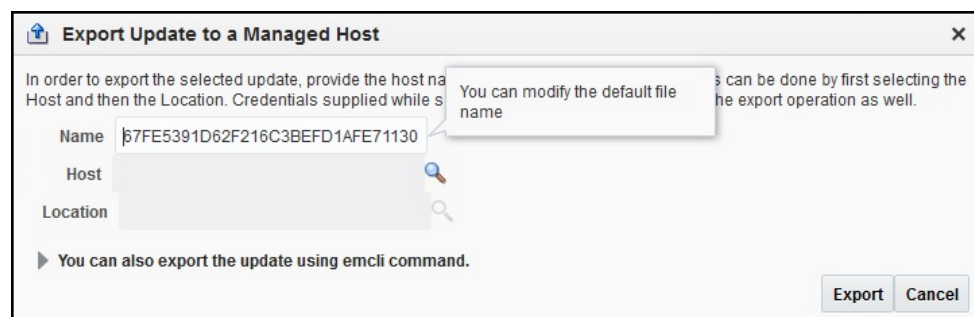 Export Update to a Managed Host
In order to export the selected update, provide the host na s can be done by first selecting the
Host and then the Location. Credentials supplied while s he export operation as well.
You can modify the default file
name
Name 67FE5391D62F216C3BEFD1AFE71130
Host
Location
You can also export the update using emcli command.
Export Cancel